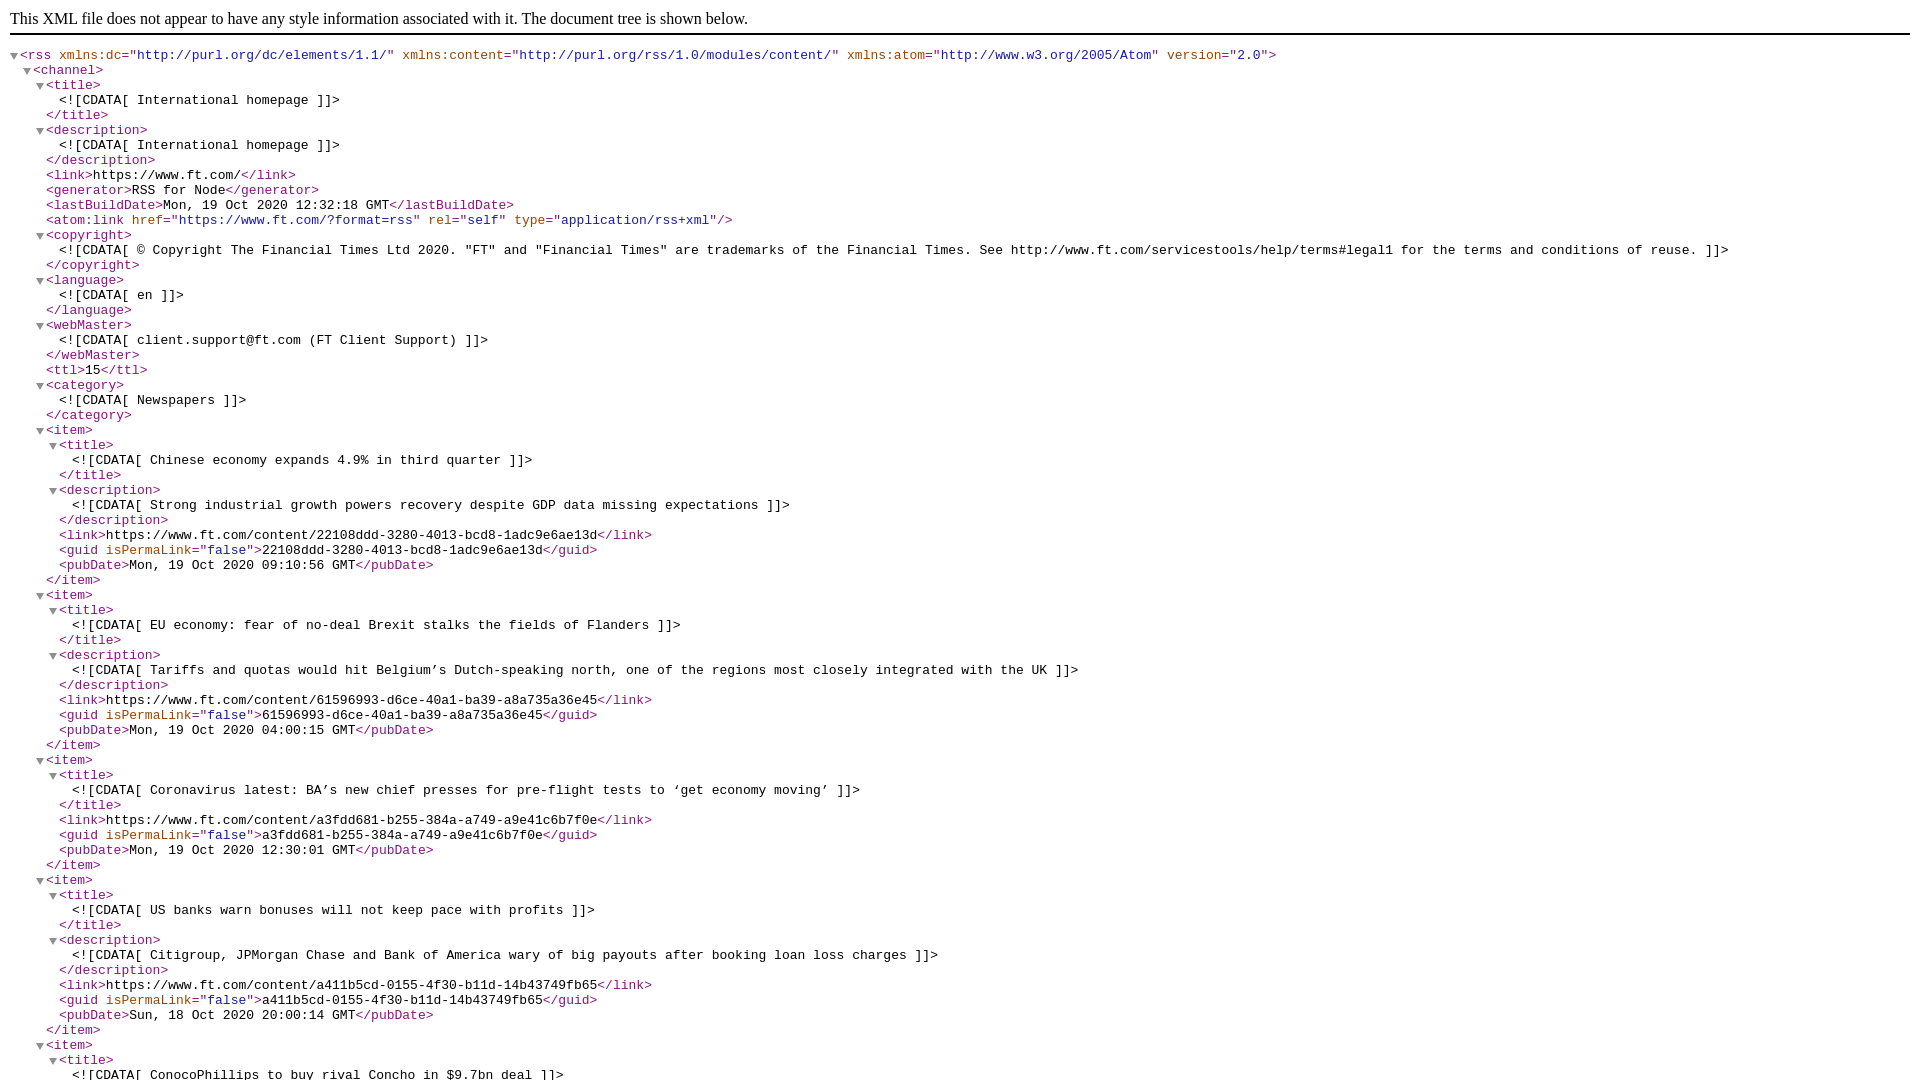 This XML file does not appear to have any style information associated with it. The document tree is shown below.
<rss xmlns:dc="http://purl.org/dc/elements/1.1/" xmlns:content="http://purl.org/rss/1.0/modules/content/" xmlns:atom="http://www.w3.org/2005/Atom" version="2.0">
<channel>
<title>
<![CDATA[ International homepage ]]>
</title>
<description>
<![CDATA[ International homepage ]]>
</description>
<link>https://www.ft.com/</link>
<generator>RSS for Node</generator>
<lastBuildDate>Mon, 19 Oct 2020 12:32:18 GMT</lastBuildDate>
<atom:link href="https://www.ft.com/?format=rss" rel="self" type="application/rss+xml"/>
<copyright>
<![CDATA[ © Copyright The Financial Times Ltd 2020. "FT" and "Financial Times" are trademarks of the Financial Times. See http://www.ft.com/servicestools/help/terms#legal1 for the terms and conditions of reuse. ]]>
</copyright>
<language>
<![CDATA[ en ]]>
</language>
<webMaster>
<![CDATA[ client.support@ft.com (FT Client Support) ]]>
</webMaster>
<ttl>15</ttl>
<category>
<![CDATA[ Newspapers ]]>
</category>
<item>
<title>
<![CDATA[ Chinese economy expands 4.9% in third quarter ]]>
</title>
<description>
<![CDATA[ Strong industrial growth powers recovery despite GDP data missing expectations ]]>
</description>
<link>https://www.ft.com/content/22108ddd-3280-4013-bcd8-1adc9e6ae13d</link>
<guid isPermaLink="false">22108ddd-3280-4013-bcd8-1adc9e6ae13d</guid>
<pubDate>Mon, 19 Oct 2020 09:10:56 GMT</pubDate>
</item>
<item>
<title>
<![CDATA[ EU economy: fear of no-deal Brexit stalks the fields of Flanders ]]>
</title>
<description>
<![CDATA[ Tariffs and quotas would hit Belgium’s Dutch-speaking north, one of the regions most closely integrated with the UK ]]>
</description>
<link>https://www.ft.com/content/61596993-d6ce-40a1-ba39-a8a735a36e45</link>
<guid isPermaLink="false">61596993-d6ce-40a1-ba39-a8a735a36e45</guid>
<pubDate>Mon, 19 Oct 2020 04:00:15 GMT</pubDate>
</item>
<item>
<title>
<![CDATA[ Coronavirus latest: BA’s new chief presses for pre-flight tests to ‘get economy moving’ ]]>
</title>
<link>https://www.ft.com/content/a3fdd681-b255-384a-a749-a9e41c6b7f0e</link>
<guid isPermaLink="false">a3fdd681-b255-384a-a749-a9e41c6b7f0e</guid>
<pubDate>Mon, 19 Oct 2020 12:30:01 GMT</pubDate>
</item>
<item>
<title>
<![CDATA[ US banks warn bonuses will not keep pace with profits ]]>
</title>
<description>
<![CDATA[ Citigroup, JPMorgan Chase and Bank of America wary of big payouts after booking loan loss charges ]]>
</description>
<link>https://www.ft.com/content/a411b5cd-0155-4f30-b11d-14b43749fb65</link>
<guid isPermaLink="false">a411b5cd-0155-4f30-b11d-14b43749fb65</guid>
<pubDate>Sun, 18 Oct 2020 20:00:14 GMT</pubDate>
</item>
<item>
<title>
<![CDATA[ ConocoPhillips to buy rival Concho in $9.7bn deal ]]>